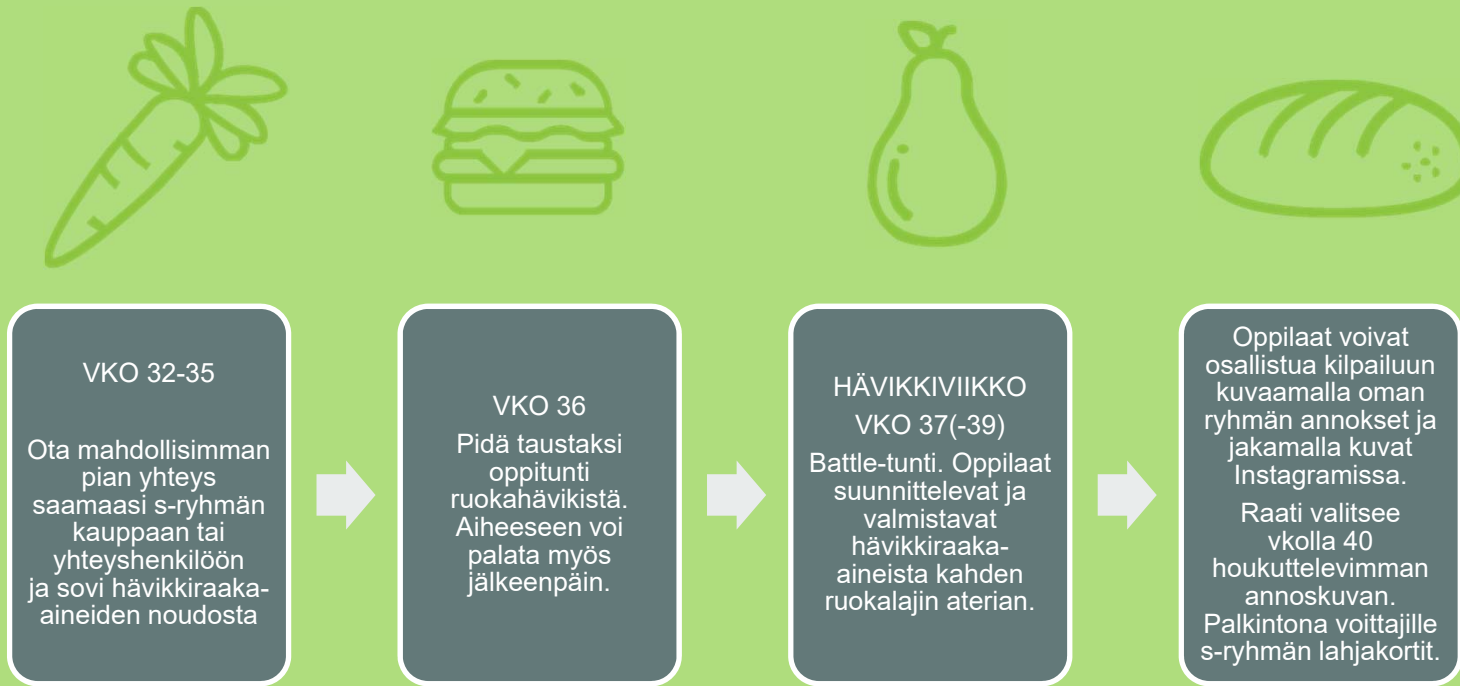 VKO 32-35
Ota mahdollisimman
pian yhteys
saamaasi s-ryhmän
kauppaan tai
yhteyshenkilöön
ja sovi hävikkiraaka-
aineiden noudosta
VKO 36
Pidä taustaksi
oppitunti
ruokahävikistä.
Aiheeseen voi
palata myös
jälkeenpäin.
HÄVIKKIVIIKKO
VKO 37(-39)
Battle-tunti. Oppilaat
suunnittelevat ja
valmistavat
hävikkiraaka-
aineista kahden
ruokalajin aterian.
Oppilaat voivat
osallistua kilpailuun
kuvaamalla oman
ryhmän annokset ja
jakamalla kuvat
Instagramissa.
Raati valitsee
vkolla 40
houkuttelevimman
annoskuvan.
Palkintona voittajille
s-ryhmän lahjakortit.